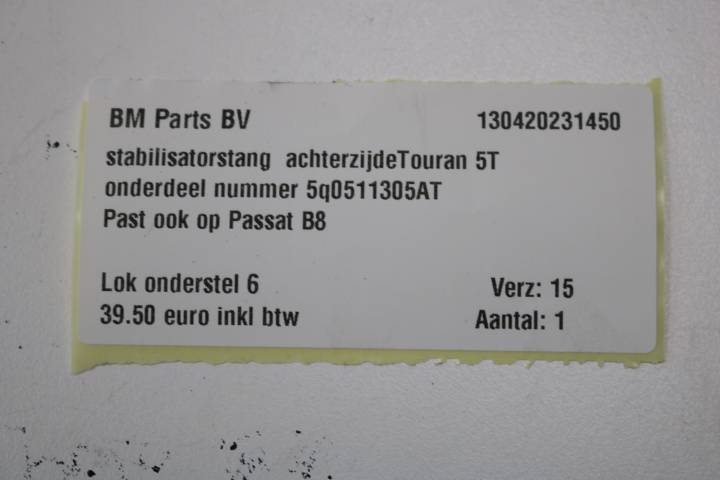 BM Parts BV 130420231450
stabilisatorstang achterzijdeTouran 5T
onderdeel nummer 5q0511305AT
Past ook op Passat B8
Lok onderstel 6 Verz: 15
39.50 euro inkl btw Aantal: 1